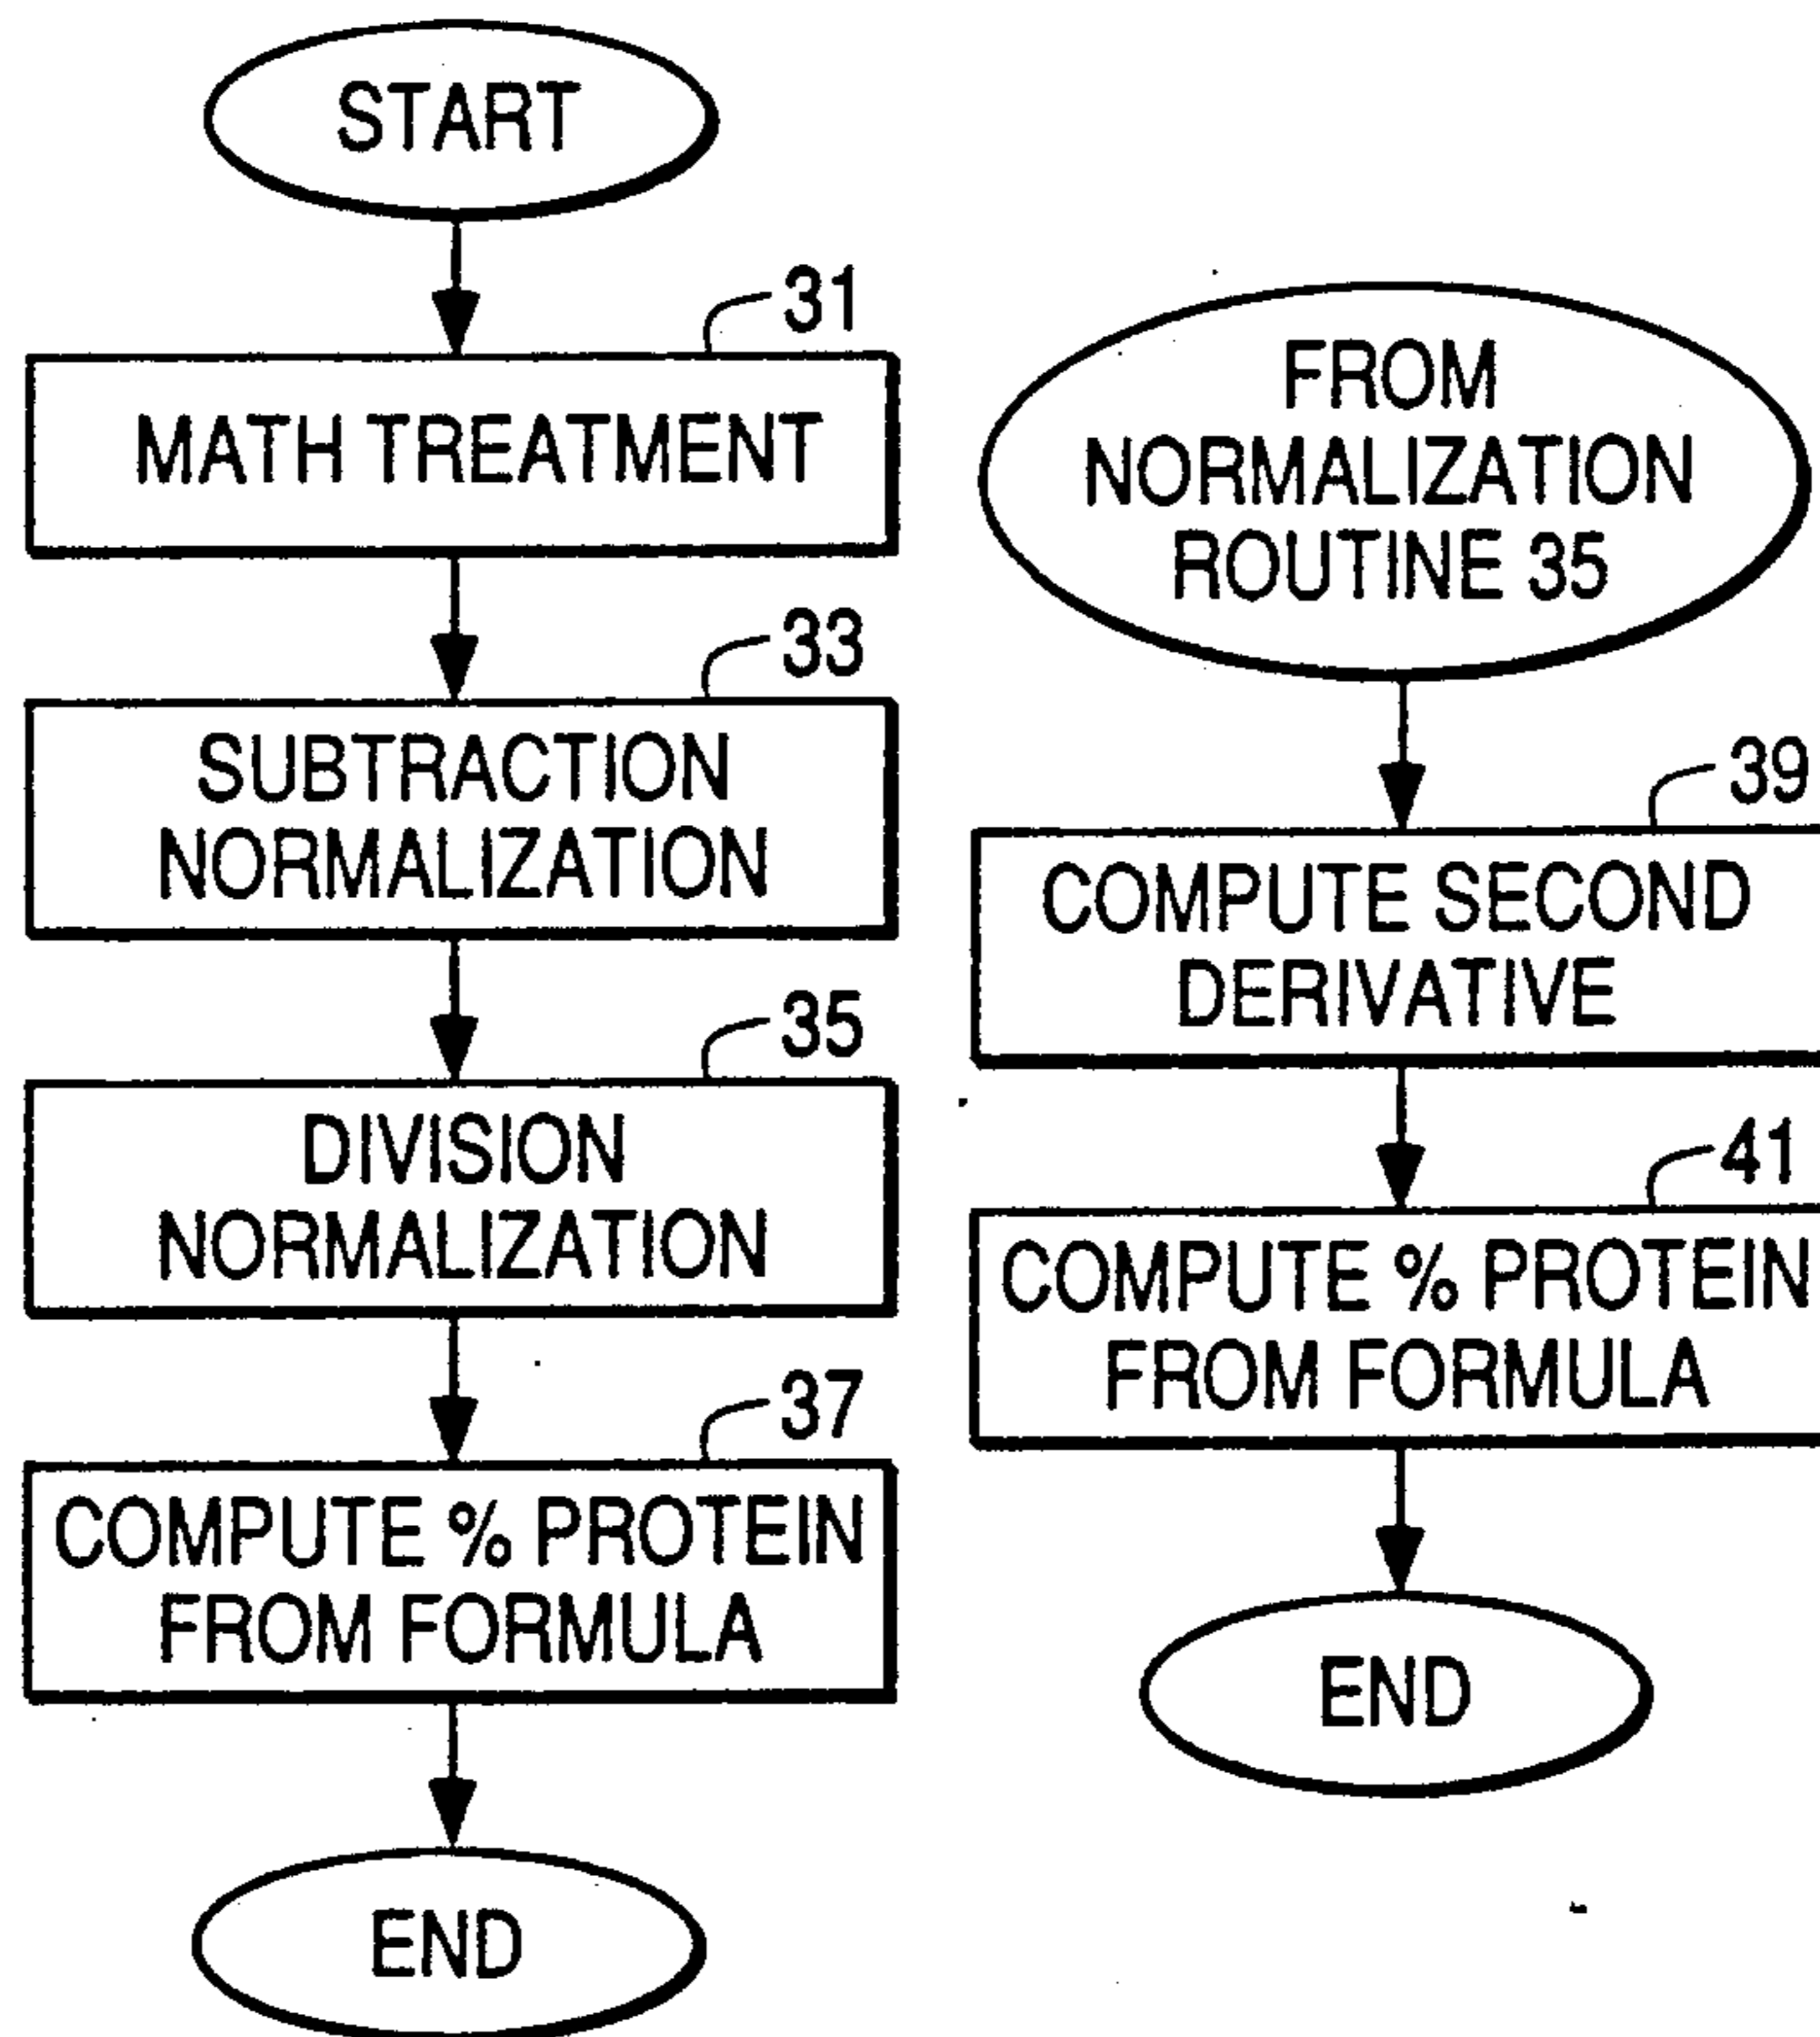 START
31
MATH TREATMENT
33
SUBTRACTION
NORMALIZATION
35
DIVISION
NORMALIZATION
37
COMPUTE % PROTEIN
FROM FORMULA
END
FROM
NORMALIZATION
ROUTINE 35
39
COMPUTE SECOND
DERIVATIVE
41
COMPUTE % PROTEIN
FROM FORMULA
END